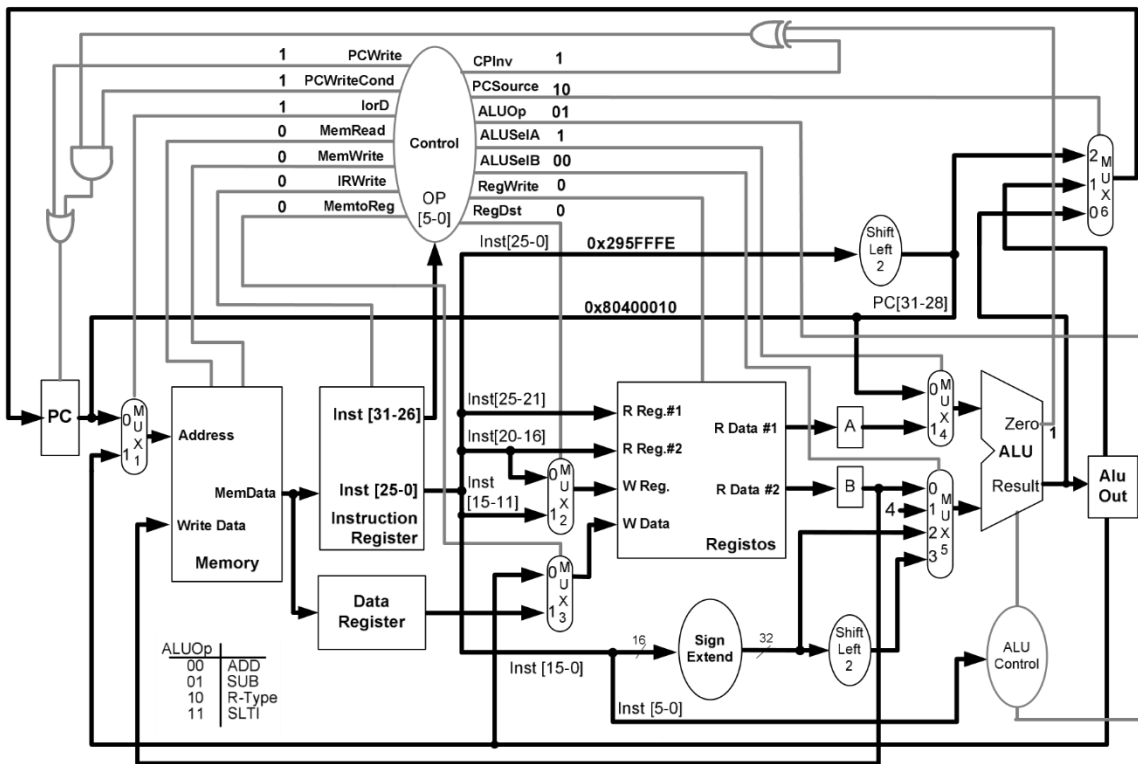 1 PCWrite
1 PCWriteCond
1 IorD
0 MemRead
0 MemWrite
0 IRWrite
0 MemtoReg
Control
OP
[5-0]
CPInv 1
PCSource 10
ALUOp 01
ALUSelA 1
ALUSelB 00
RegWrite 0
RegDst 0
Inst[25-0] 0x295FFFE
Shift
Left
2
2
1
0
MUX
6
PC[31-28]
0x80400010
PC
0
1
MUX
1
Address
MemData
Write Data
Memory
Inst [31-26]
Inst [25-0]
Instruction
Register
Data
Register
Inst[25-21]
Inst[20-16]
Inst
[15-11]
0
1
MUX
2
0
1
MUX
3
R Reg.#1
R Reg.#2
W Reg.
W Data
R Data #1
R Data #2
Registos
A
B
0
1
MUX
4
4
0
1
2
3
MUX
5
Zero
1
ALU
Result
Alu
Out
Inst [15-0]
16
Sign
Extend
32
Shift
Left
2
Inst [5-0]
ALU
Control
ALUOp
00 ADD
01 SUB
10 R-Type
11 SLTI